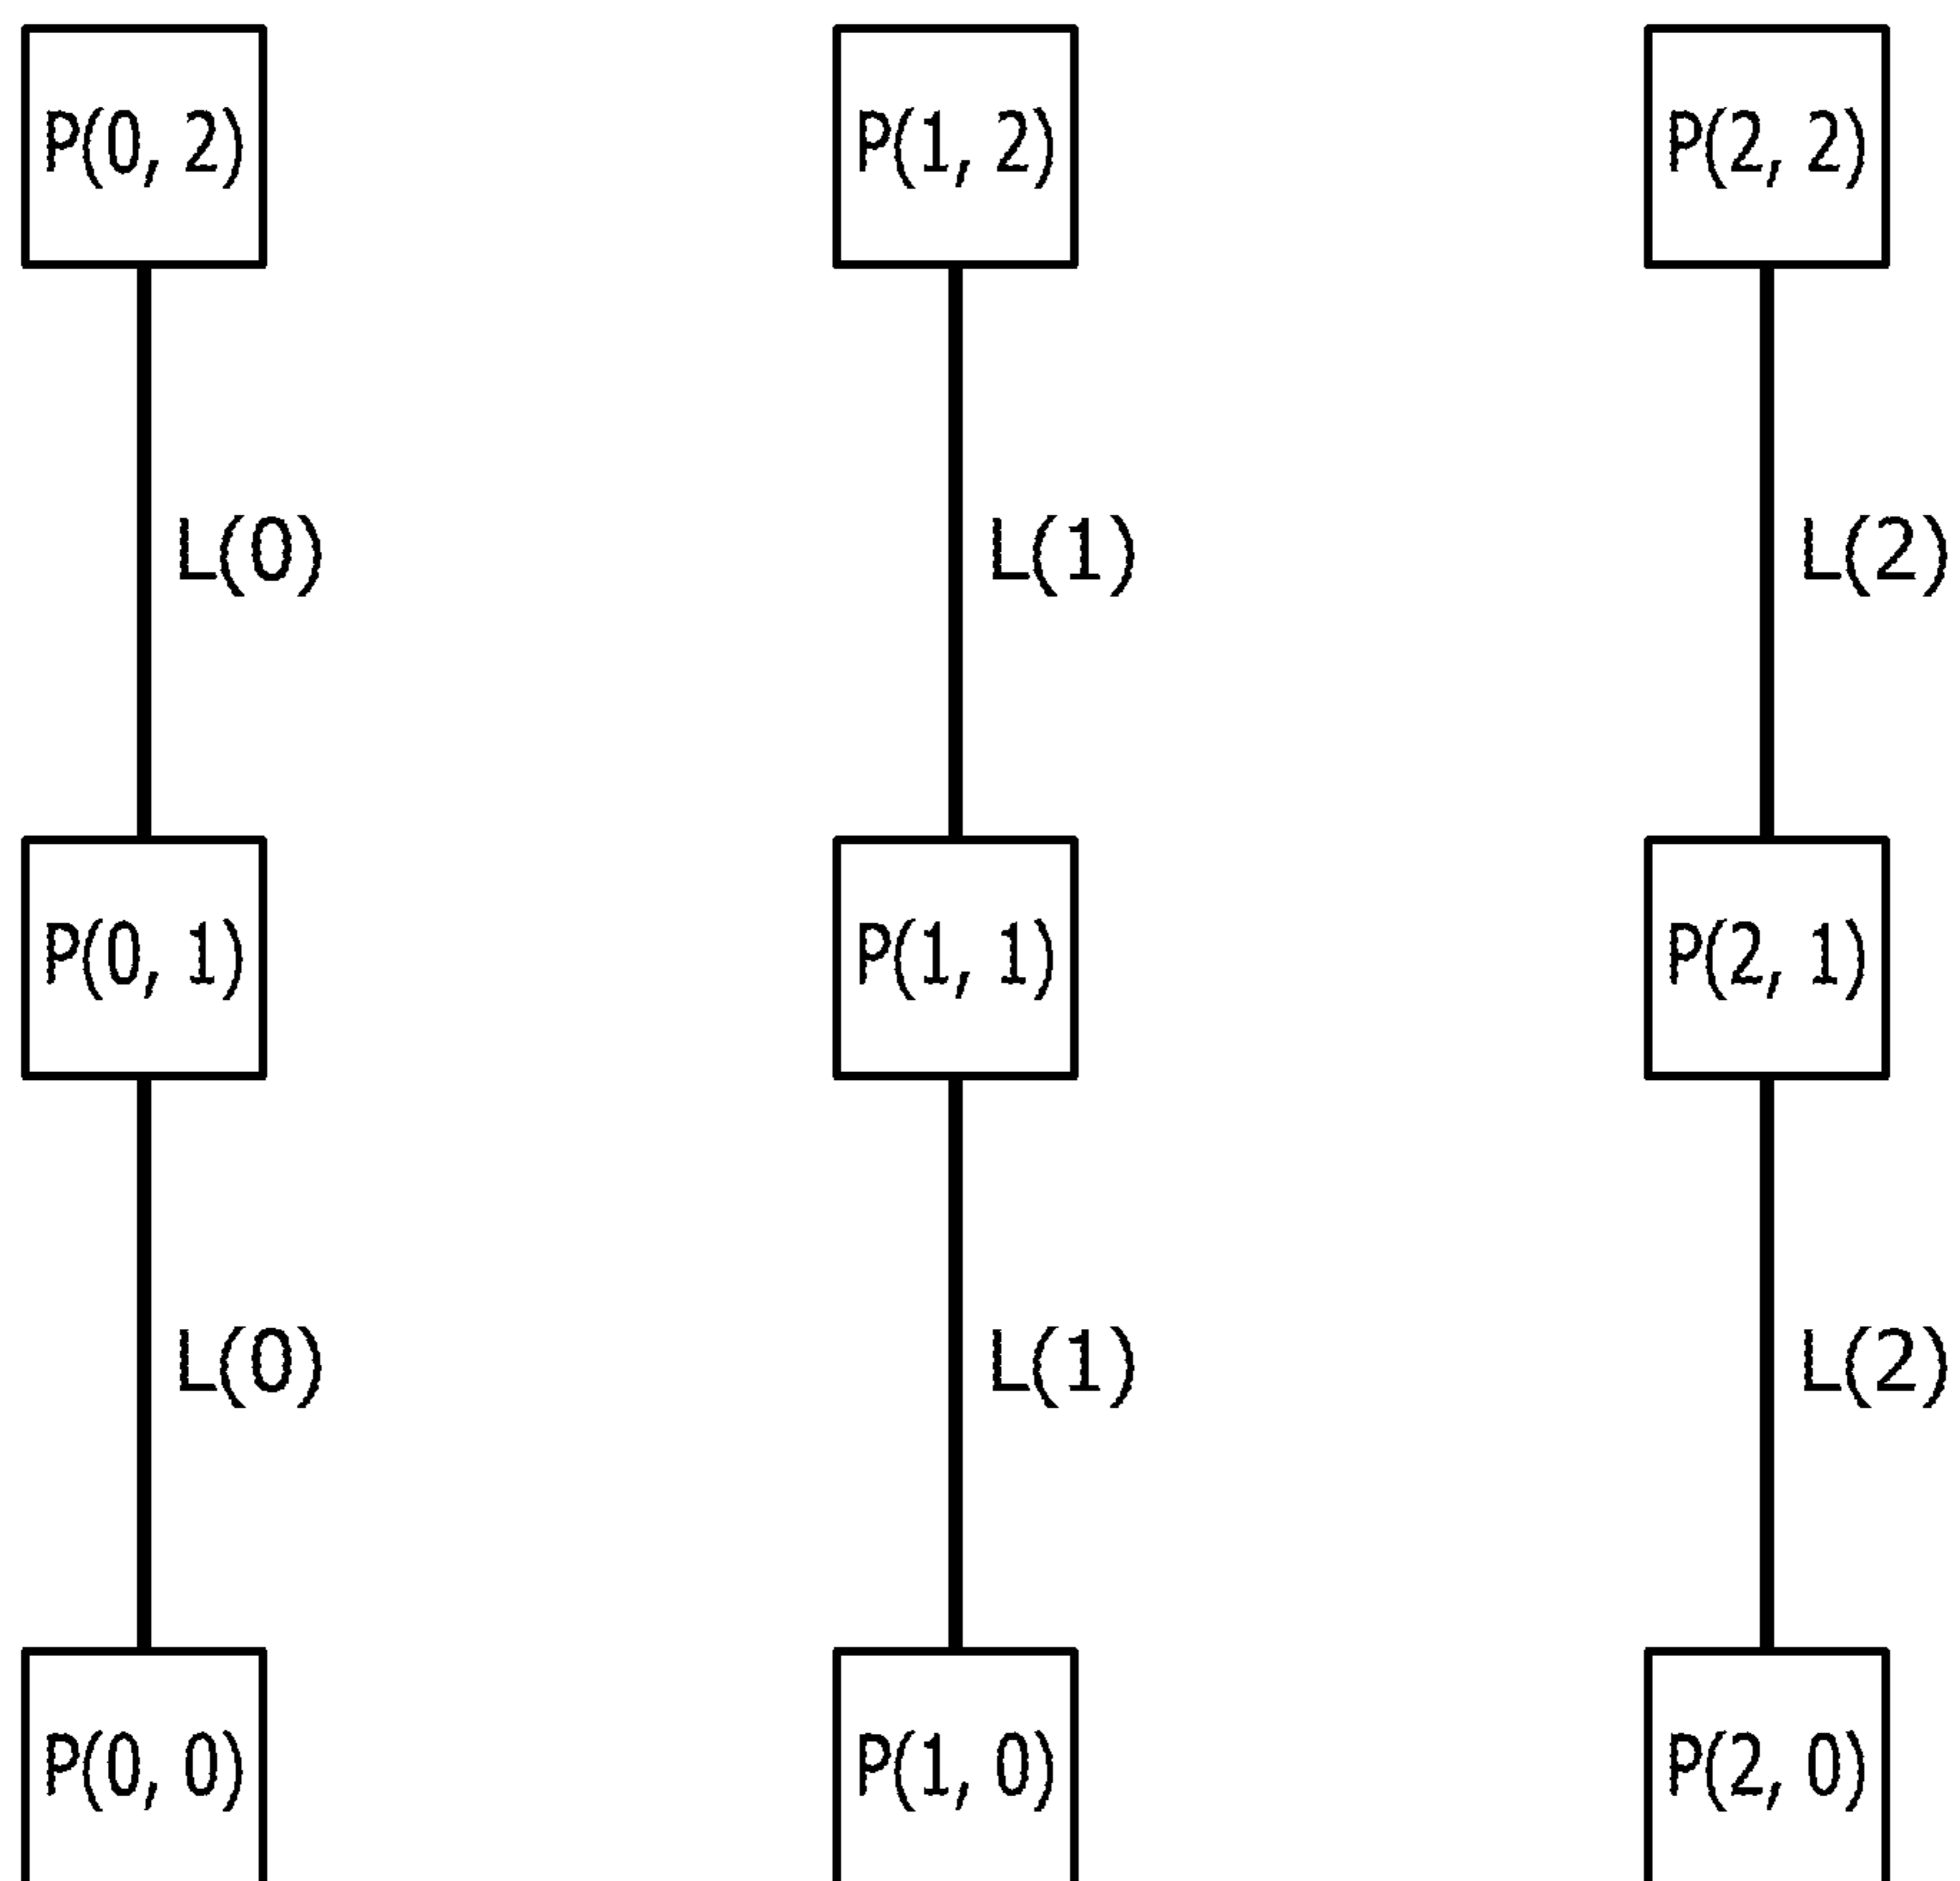 P(0, 2) P(1, 2) P(2, 2)
L(0) L(1) L(2)
P(0, 1) P(1, 1) P(2, 1)
L(0) L(1) L(2)
P(0, 0) P(1, 0) P(2, 0)